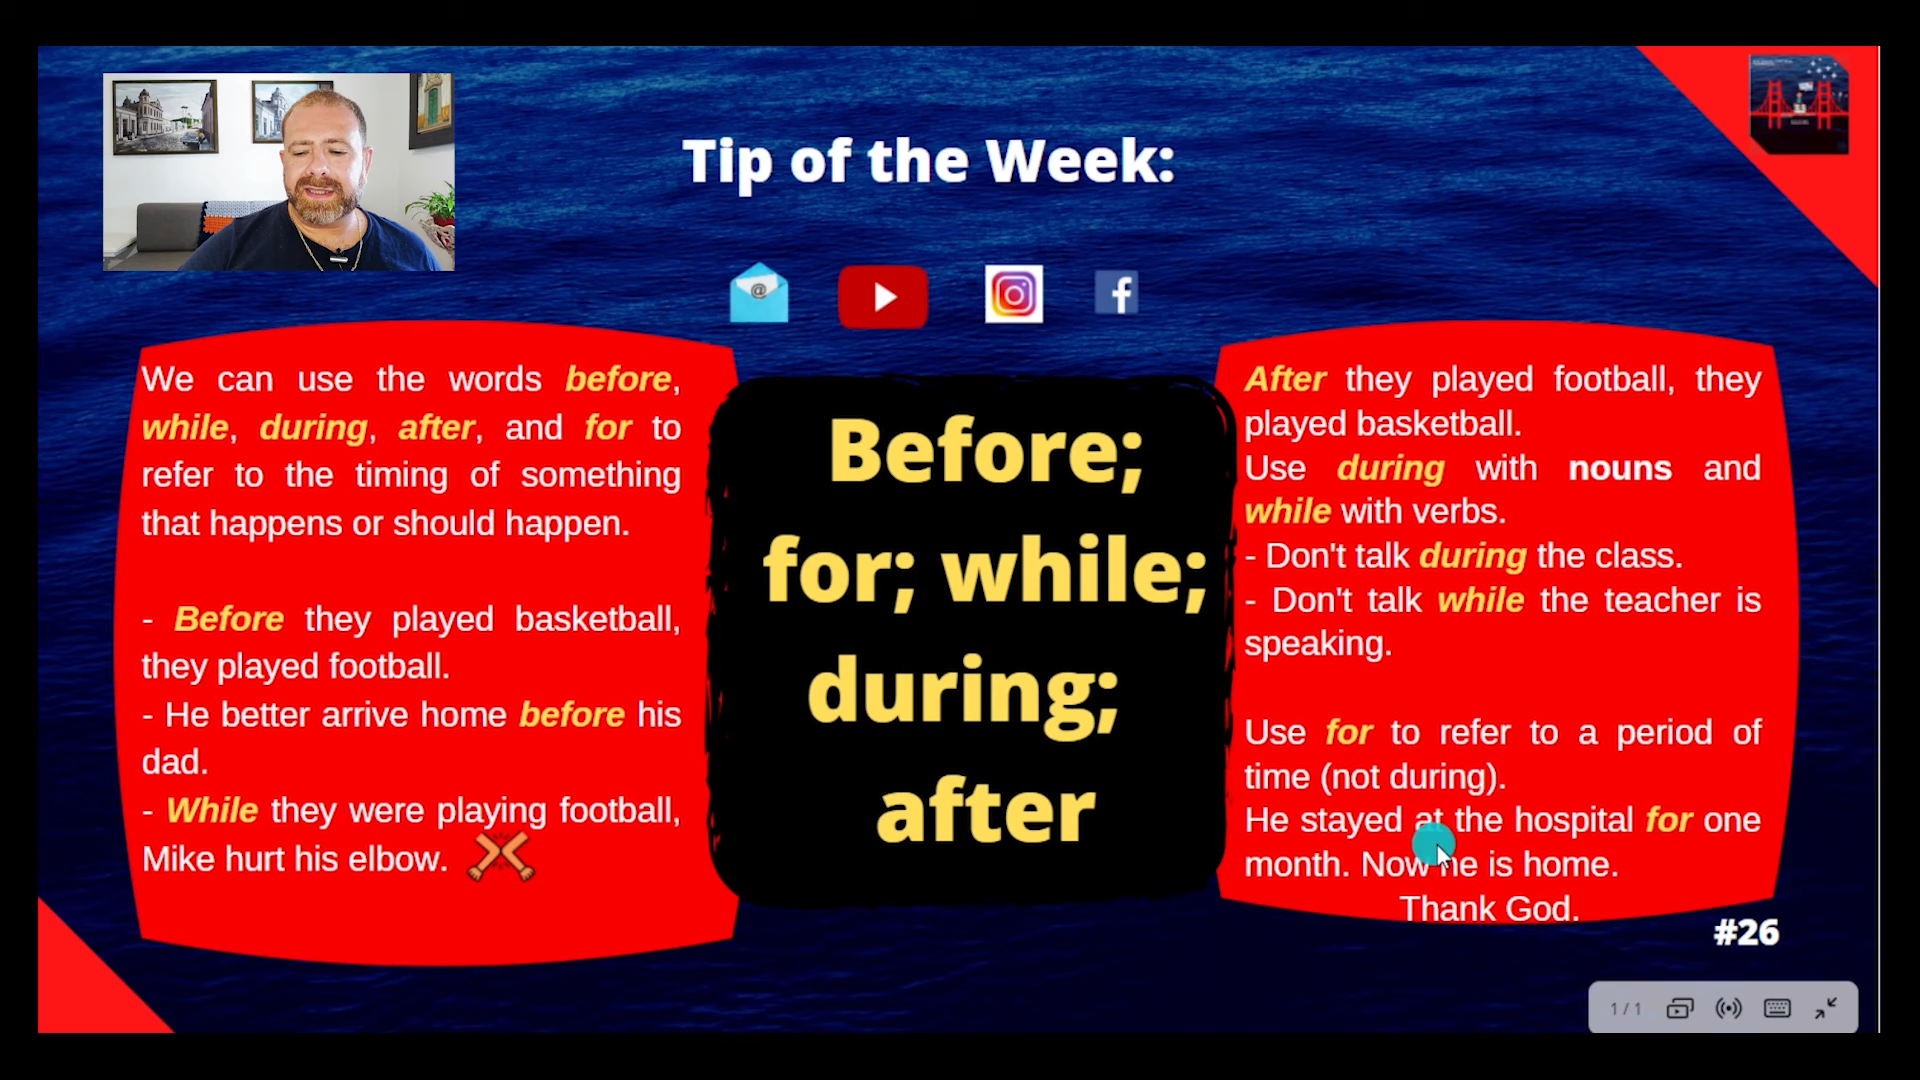 Tip of the Week:
We can use the words before,
while, during, after, and for to
refer to the timing of something
that happens or should happen.
- Before they played basketball,
they played football.
- He better arrive home before his
dad.
- While they were playing football,
Mike hurt his elbow.
Before;
for; while;
during;
after
After they played football, they
played basketball.
Use during with nouns and
while with verbs.
- Don't talk during the class.
- Don't talk while the teacher is
speaking.
Use for to refer to a period of
time (not during).
He stayed at the hospital for one
month. Now he is home.
Thank God.
#26
1 / 1